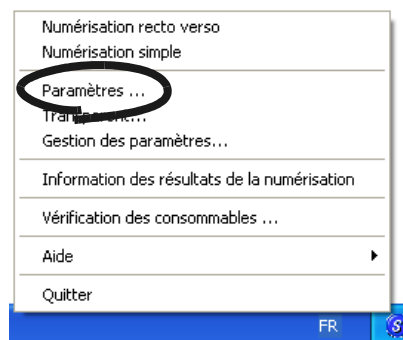 Numérisation recto verso
Numérisation simple
Paramètres ...
Gestion des paramètres...
Information des résultats de la numérisation
Vérification des consommables ...
Aide
Quitter
FR
S